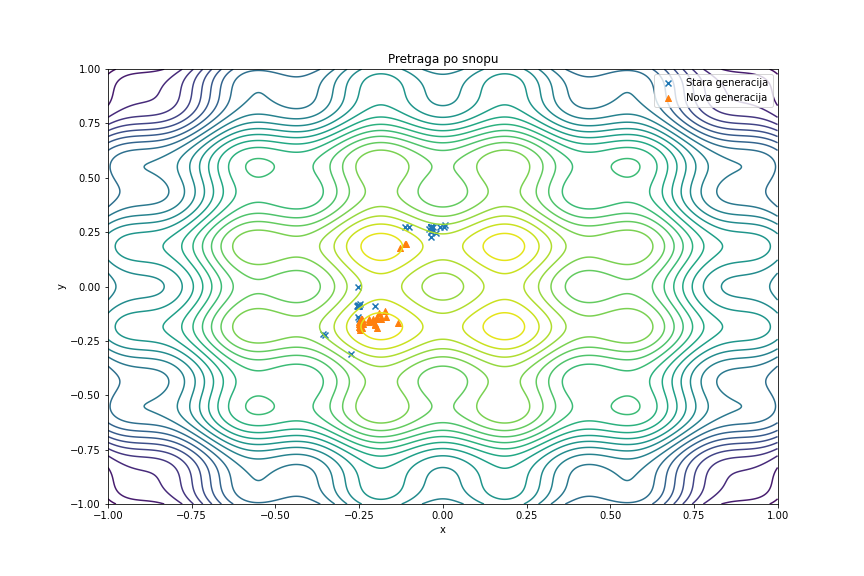 Pretraga po snopu
Stara generacija
Nova generacija
1.00
0.75
0.50
0.25
0.00
−0.25
−0.50
−0.75
−1.00
y
−1.00 −0.75 −0.50 −0.25 0.00 0.25 0.50 0.75 1.00
x